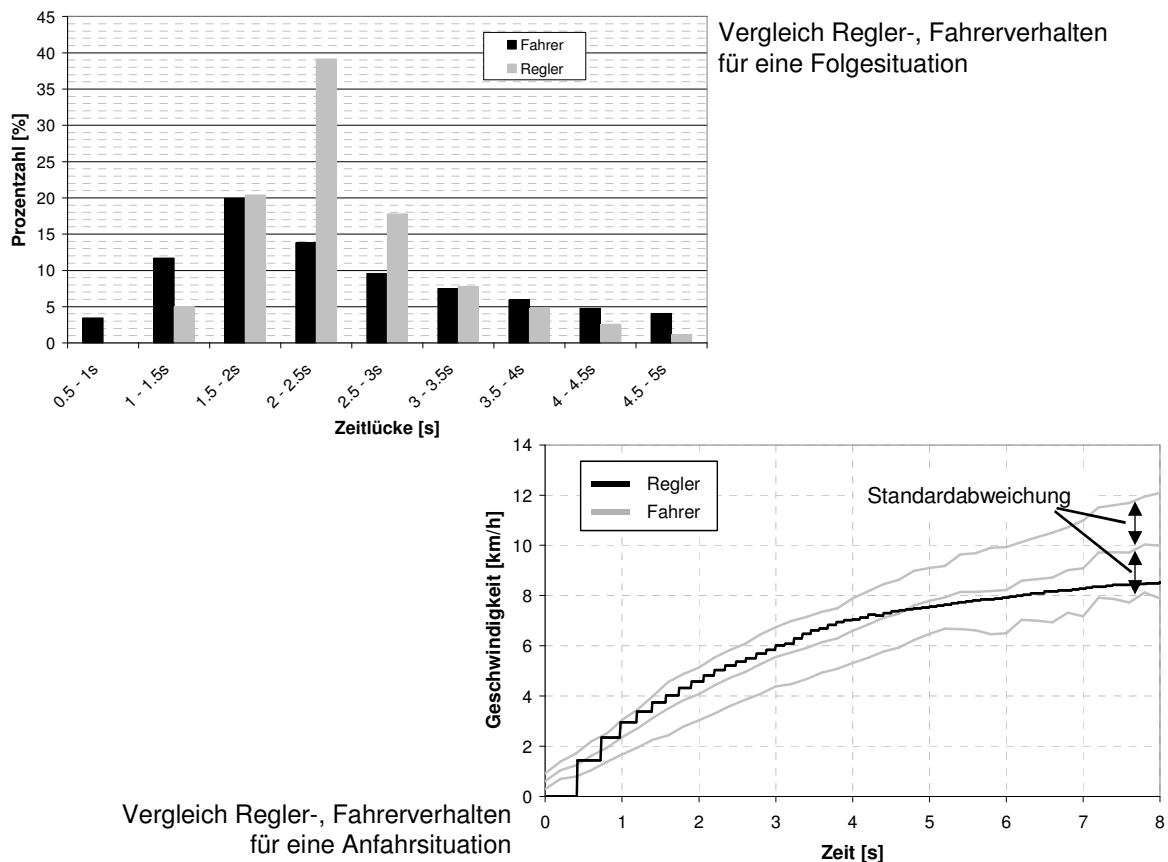 Vergleich Regler-, Fahrerverhalten
für eine Folgesituation
Prozentzahl [%]
45
40
35
30
25
20
15
10
5
0
Fahrer
Regler
0.5 - 1s
1 - 1.5s
1.5 - 2s
2 - 2.5s
2.5 - 3s
3 - 3.5s
3.5 - 4s
4 - 4.5s
4.5 - 5s
Zeitlücke [s]
Geschwindigkeit [km/h]
14
12
10
8
6
4
2
0
Regler
Fahrer
Standardabweichung
0 1 2 3 4 5 6 7 8
Zeit [s]
Vergleich Regler-, Fahrerverhalten
für eine Anfahrsituation